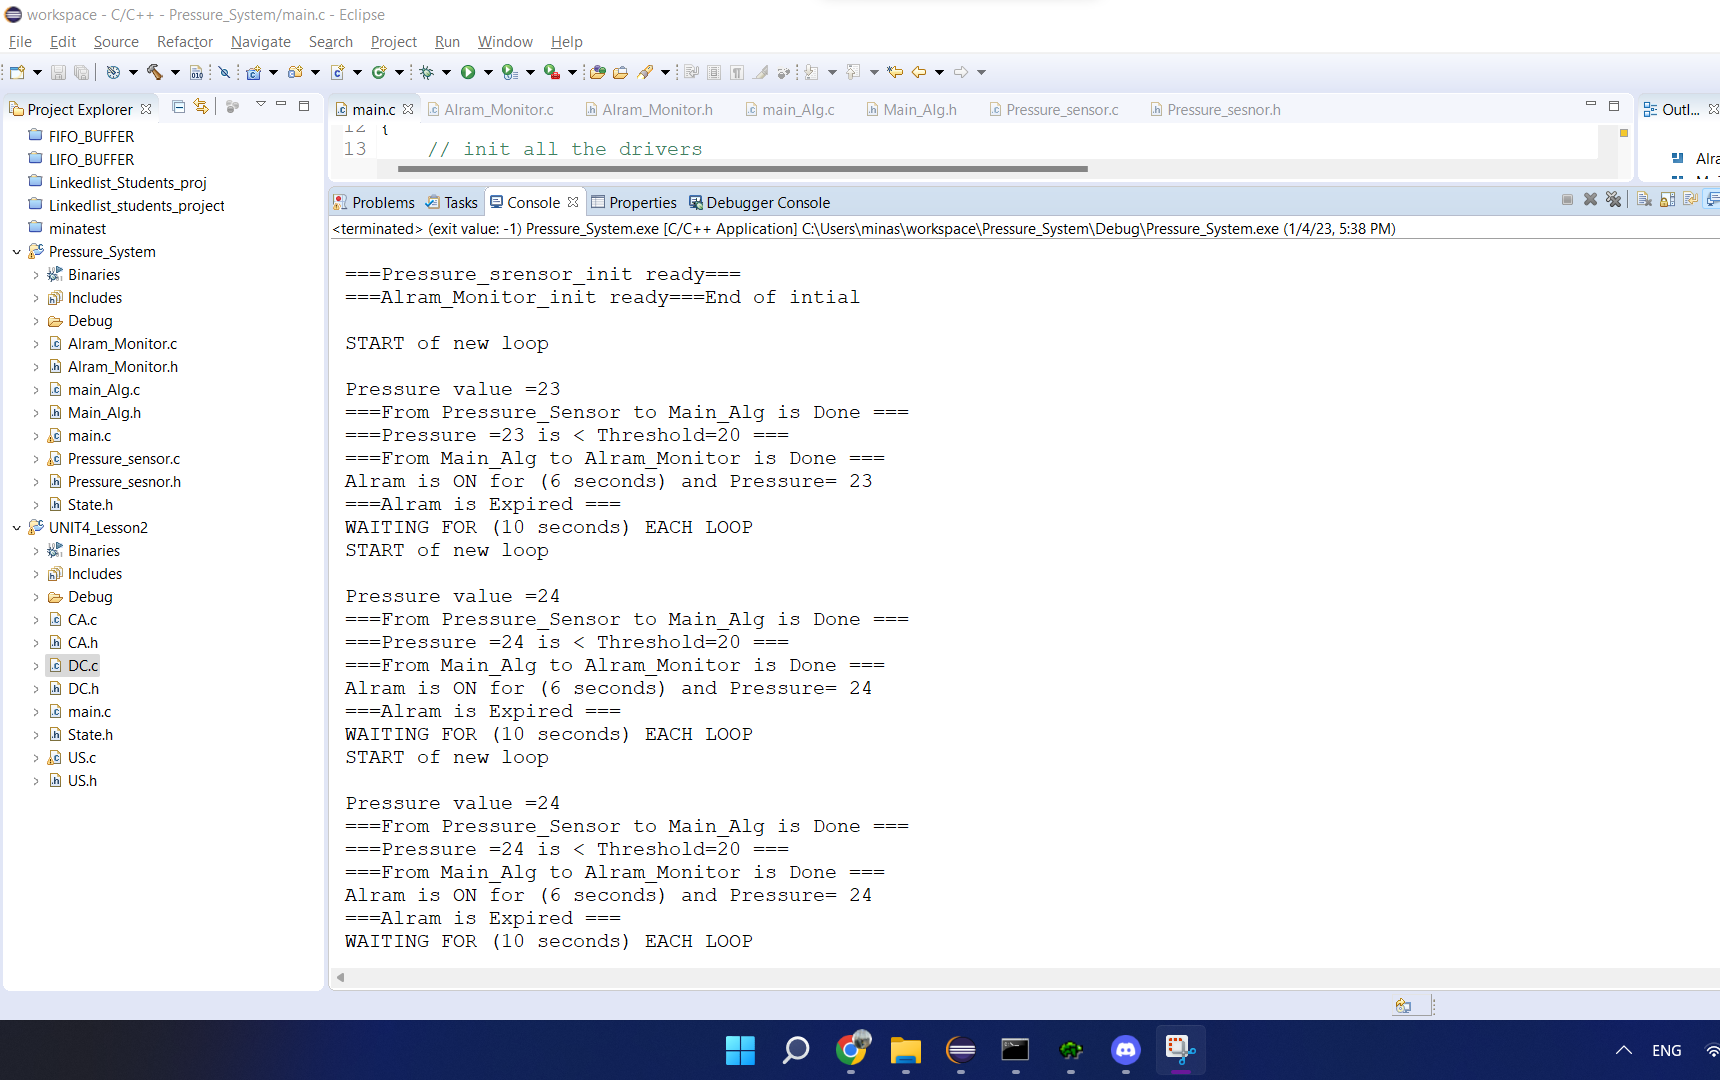 workspace - C/C++ - Pressure_System/main.c - Eclipse
File Edit Source Refactor Navigate Search Project Run Window Help
Project Explorer
FIFO_BUFFER
LIFO_BUFFER
Linkedlist_Students_proj
Linkedlist_students_project
minatest
Pressure_System
Binaries
Includes
Debug
Alram_Monitor.c
Alram_Monitor.h
main_Alg.c
Main_Alg.h
main.c
Pressure_sensor.c
Pressure_sesnor.h
State.h
UNIT4_Lesson2
Binaries
Includes
Debug
CA.c
CA.h
DC.c
DC.h
main.c
State.h
US.c
US.h
main.c Alram_Monitor.c Alram_Monitor.h main_Alg.c Main_Alg.h Pressure_sensor.c Pressure_sesnor.h
12 {
13 // init all the drivers
Outl...
Alra
Problems Tasks Console Properties Debugger Console
<terminated> (exit value: -1) Pressure_System.exe [C/C++ Application] C:\Users\minas\workspace\Pressure_System\Debug\Pressure_System.exe (1/4/23, 5:38 PM)
===Pressure_srensor_init ready===
===Alram_Monitor_init ready===End of intial
START of new loop
Pressure value =23
===From Pressure_Sensor to Main_Alg is Done ===
===Pressure =23 is < Threshold=20 ===
===From Main_Alg to Alram_Monitor is Done ===
Alram is ON for (6 seconds) and Pressure= 23
===Alram is Expired ===
WAITING FOR (10 seconds) EACH LOOP
START of new loop
Pressure value =24
===From Pressure_Sensor to Main_Alg is Done ===
===Pressure =24 is < Threshold=20 ===
===From Main_Alg to Alram_Monitor is Done ===
Alram is ON for (6 seconds) and Pressure= 24
===Alram is Expired ===
WAITING FOR (10 seconds) EACH LOOP
START of new loop
Pressure value =24
===From Pressure_Sensor to Main_Alg is Done ===
===Pressure =24 is < Threshold=20 ===
===From Main_Alg to Alram_Monitor is Done ===
Alram is ON for (6 seconds) and Pressure= 24
===Alram is Expired ===
WAITING FOR (10 seconds) EACH LOOP
ENG